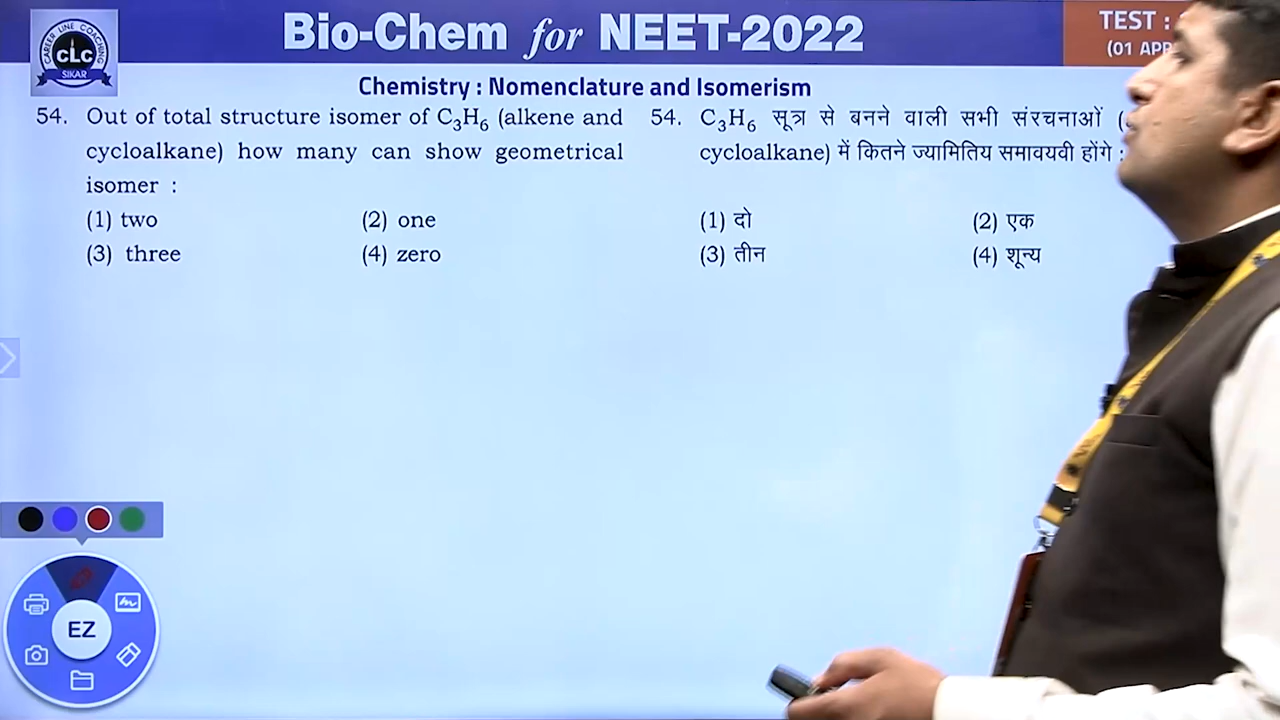 CAREER LINE COACHING
CLC
SIKAR
Bio-Chem for NEET-2022
TEST :
(01 APR
Chemistry : Nomenclature and Isomerism
54. Out of total structure isomer of C₃H₆ (alkene and
cycloalkane) how many can show geometrical
isomer :
(1) two (2) one
(3) three (4) zero
54. C₃H₆ सूत्र से बनने वाली सभी संरचनाओं (
cycloalkane) में कितने ज्यामितिय समावयवी होंगे :
(1) दो (2) एक
(3) तीन (4) शून्य
EZ